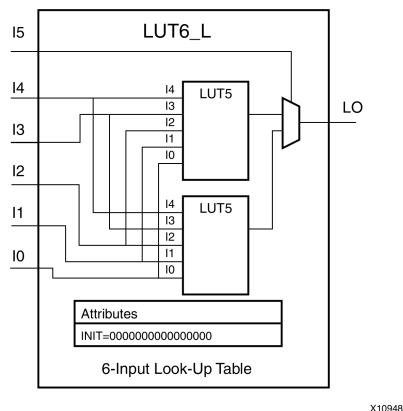 LUT6_L
I5
I4
I3
I2
I1
I0
I4
I3
I2
I1
I0
LUT5
I4
I3
I2
I1
I0
LUT5
LO
Attributes
INIT=0000000000000000
6-Input Look-Up Table
X10948